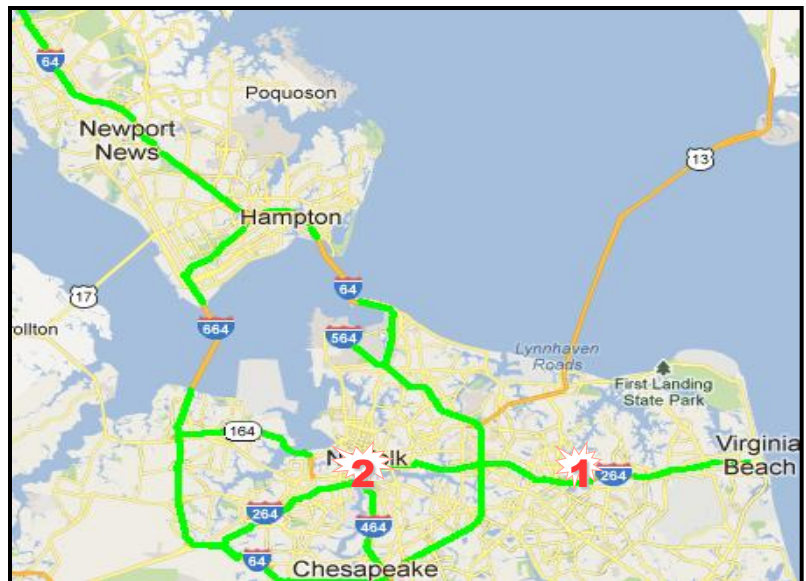 64
Poquoson
Newport
News
13
Hampton
17
64
664
564
Lynnhaven
Roads
First Landing
State Park
164
Virginia
Beach
2
1
264
264
464
64
Chesapeake